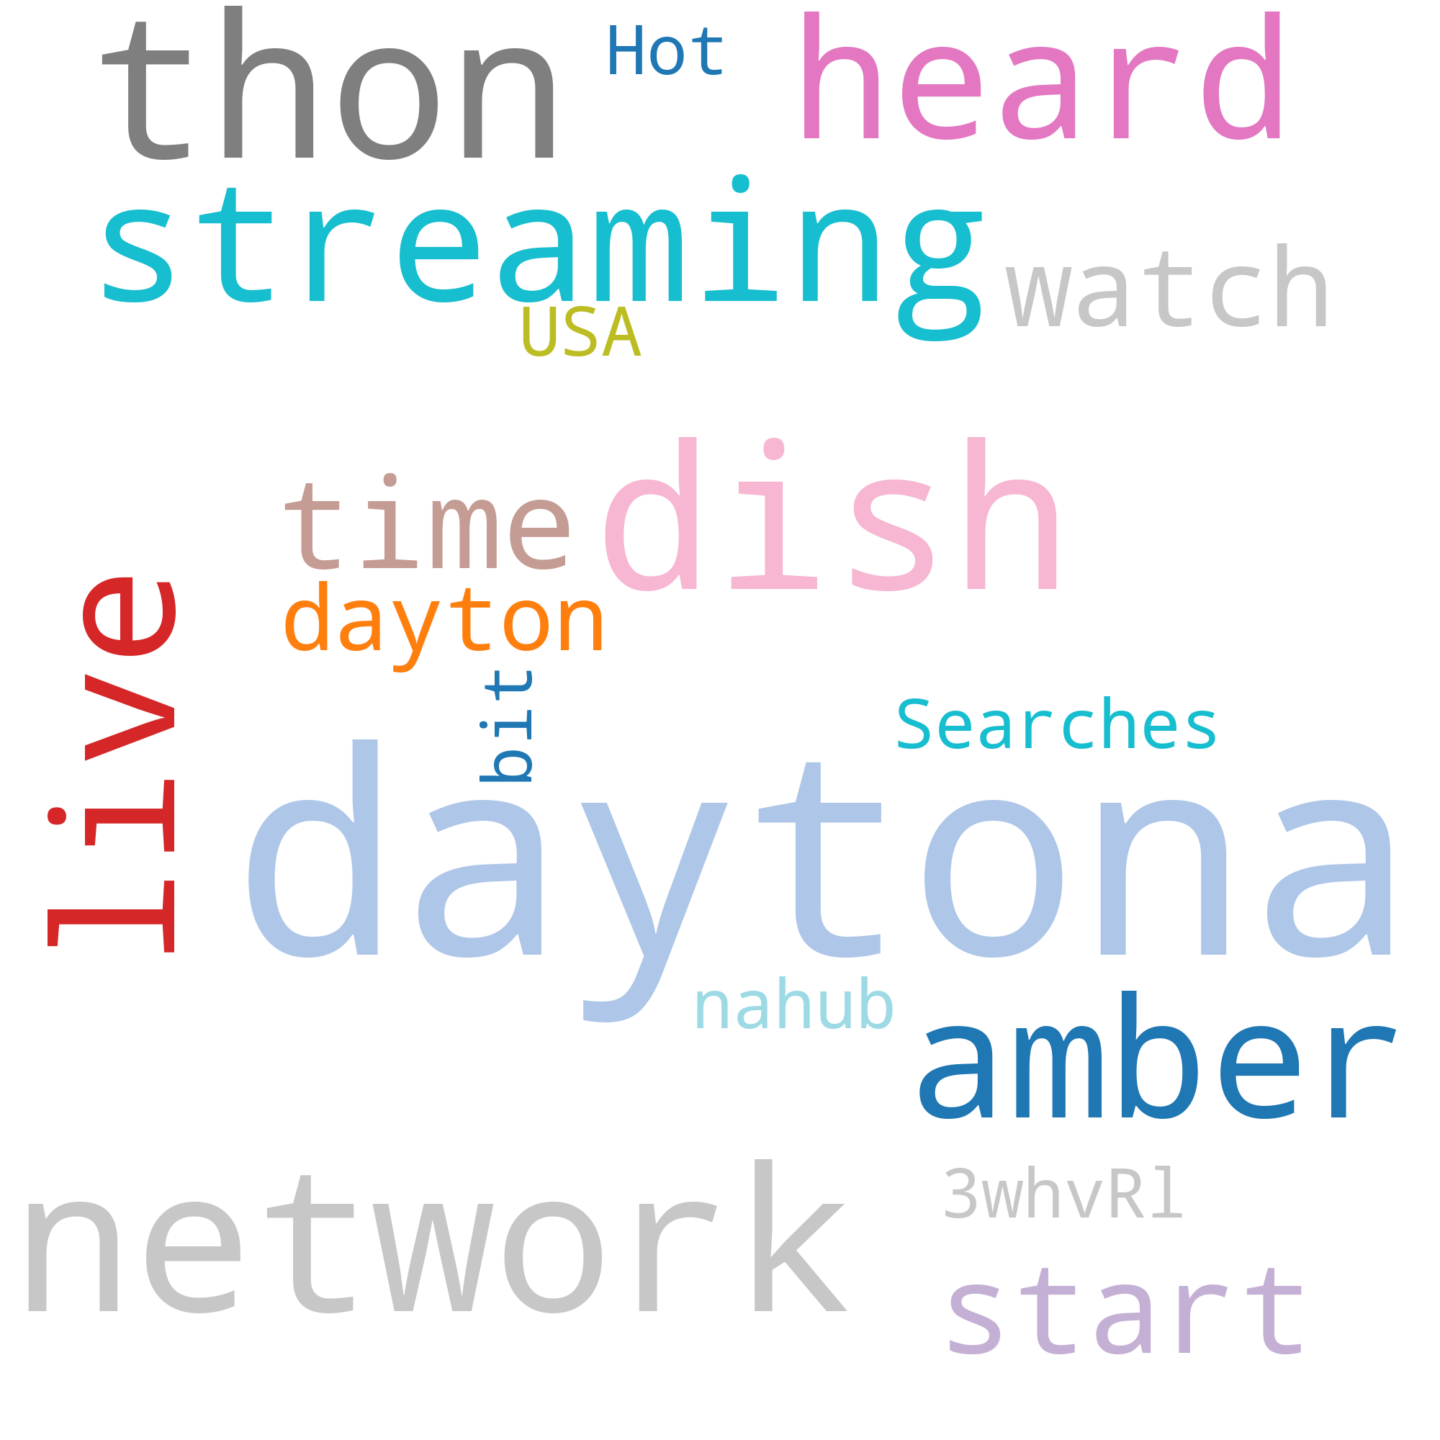 thon Hot heard
streaming watch
USA
time dish
dayton
live
bit
Searches
daytona
nahub
amber
network
3whvRl
start